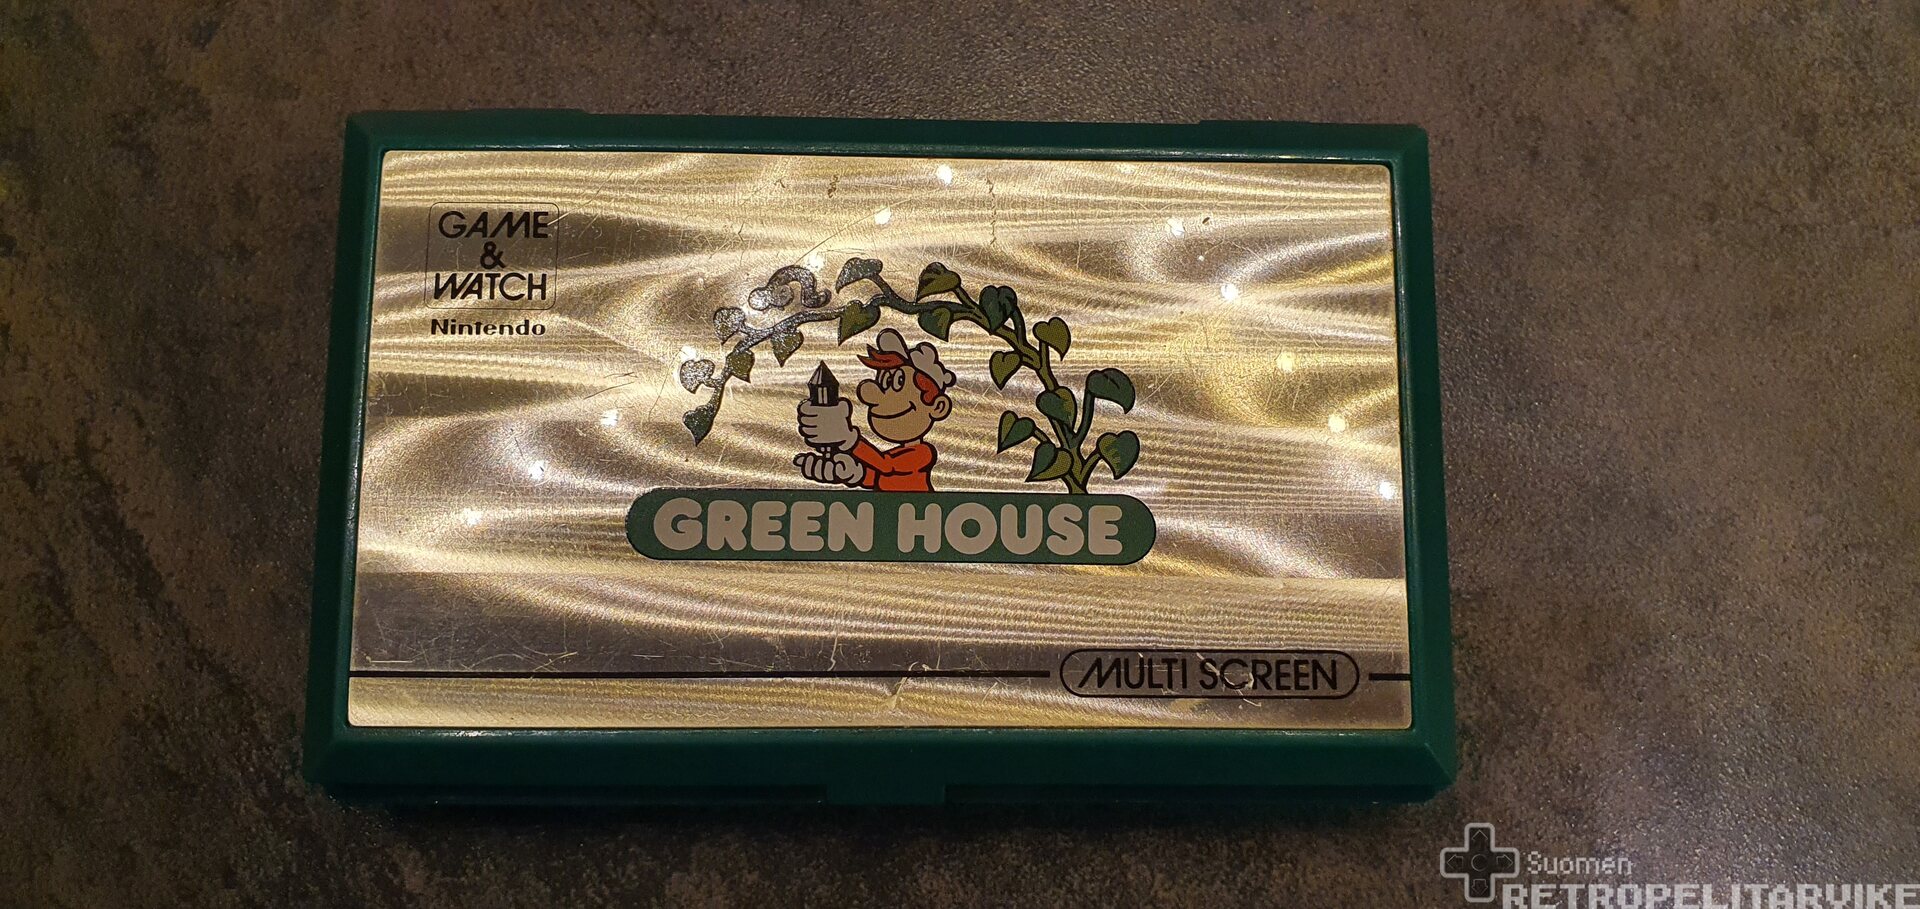 GAME
&
WATCH
Nintendo
GREEN HOUSE
MULTI SCREEN
Suomen
RETROPELITARVIKE